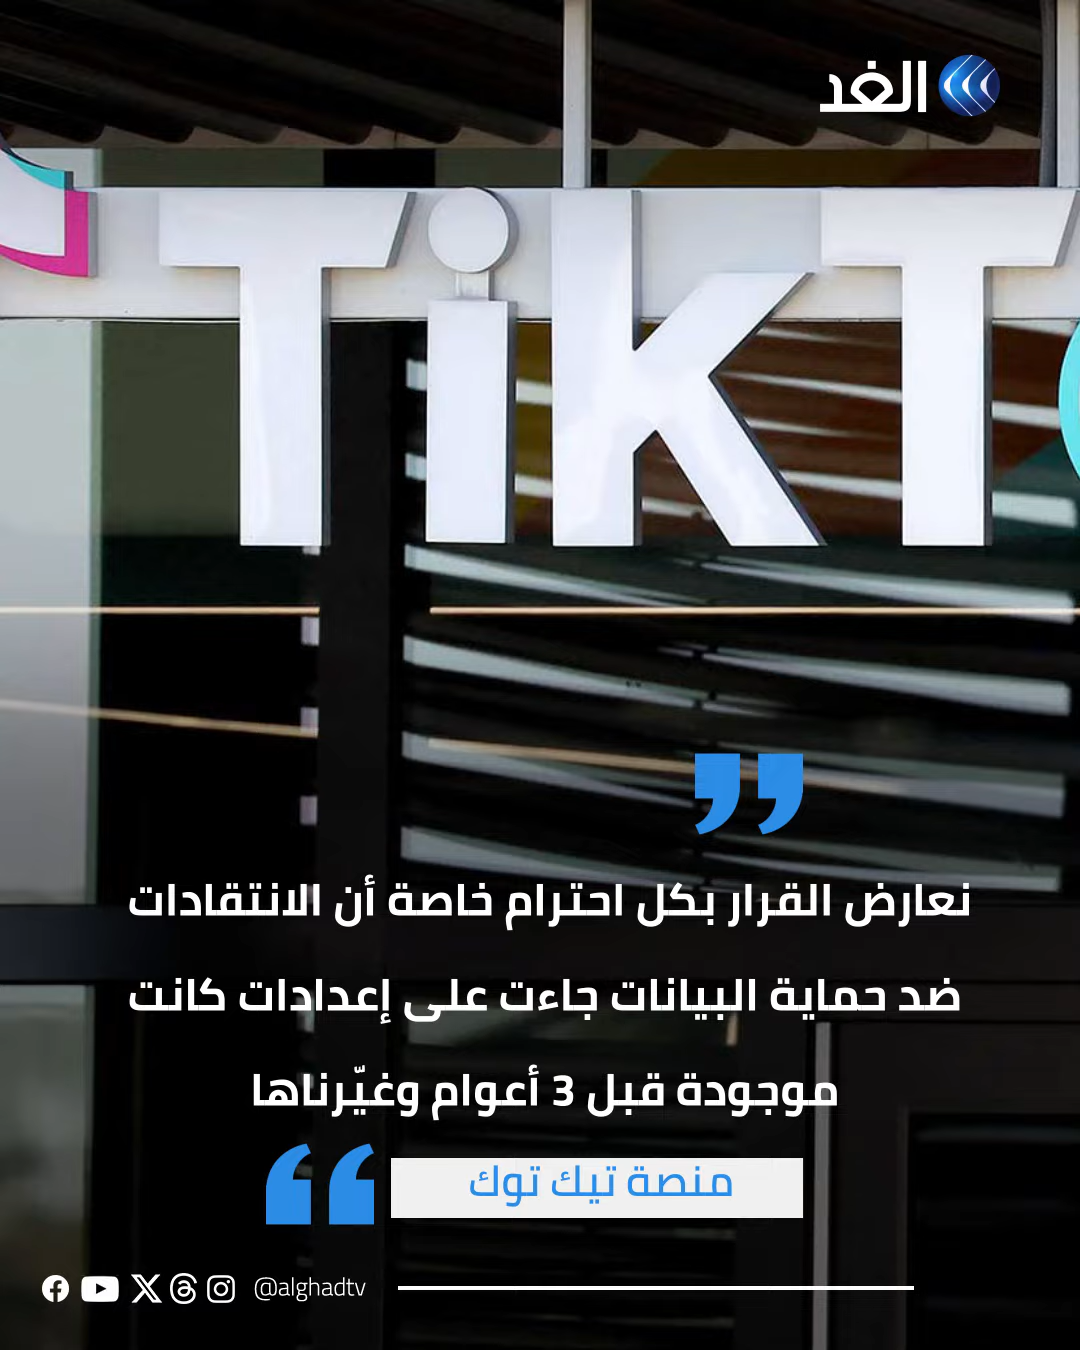 الغد
TikTo
نعارض القرار بكل احترام خاصة أن الانتقادات
ضد حماية البيانات جاءت على إعدادات كانت
موجودة قبل 3 أعوام وغيّرناها
منصة تيك توك
@alghadtv